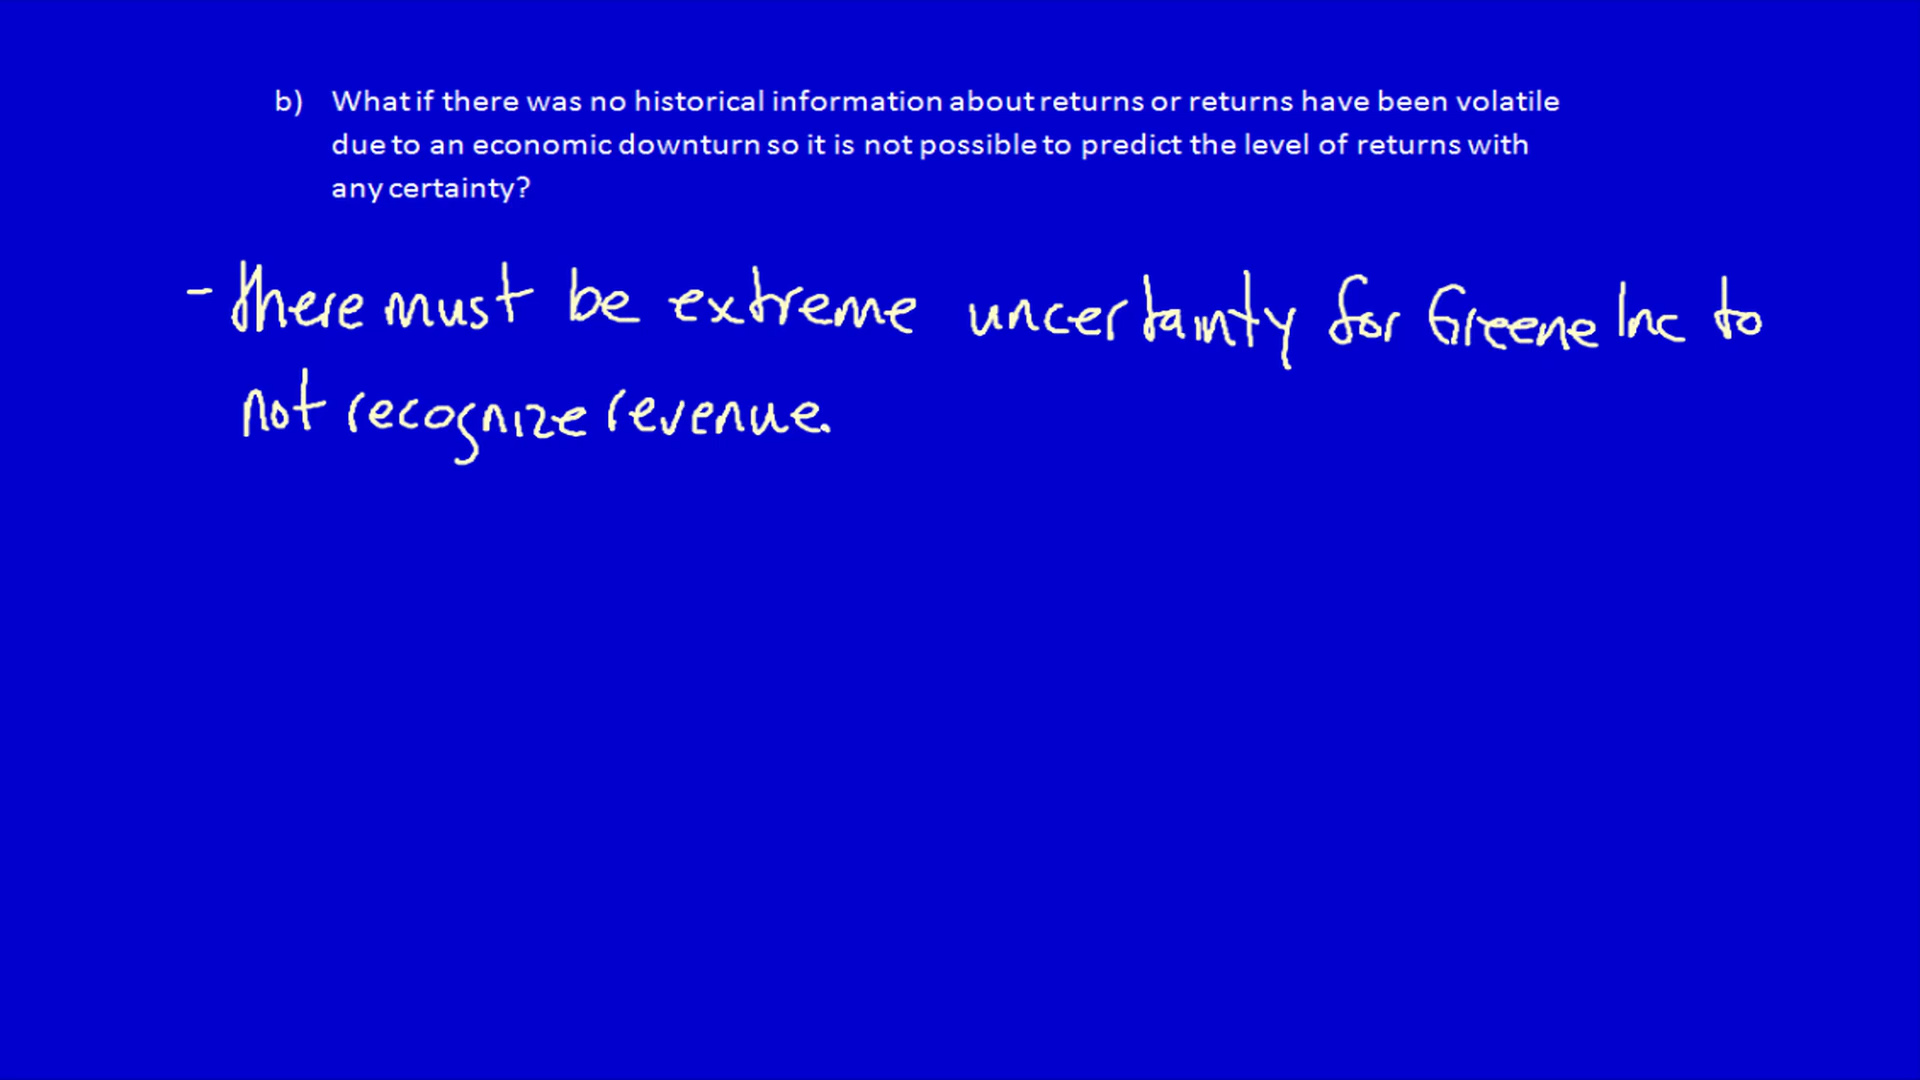 b) What if there was no historical information about returns or returns have been volatile
due to an economic downturn so it is not possible to predict the level of returns with
any certainty?
- there must be extreme uncertainty for Greene Inc to
not recognize revenue.